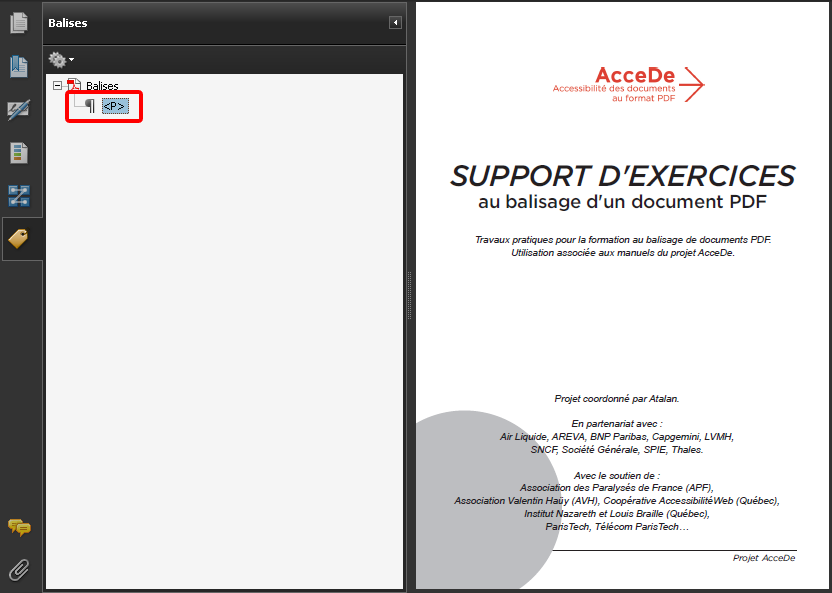 Balises
Balises
<P>
AcceDe
Accessibilité des documents
au format PDF
SUPPORT D'EXERCICES
au balisage d'un document PDF
Travaux pratiques pour la formation au balisage de documents PDF.
Utilisation associée aux manuels du projet AcceDe.
Projet coordonné par Atalan.
En partenariat avec :
Air Liquide, AREVA, BNP Paribas, Capgemini, LVMH,
SNCF, Société Générale, SPIE, Thales.
Avec le soutien de :
Association des Paralysés de France (APF),
Association Valentin Haüy (AVH), Coopérative AccessibilitéWeb (Québec),
Institut Nazareth et Louis Braille (Québec),
ParisTech, Télécom ParisTech…
Projet AcceDe